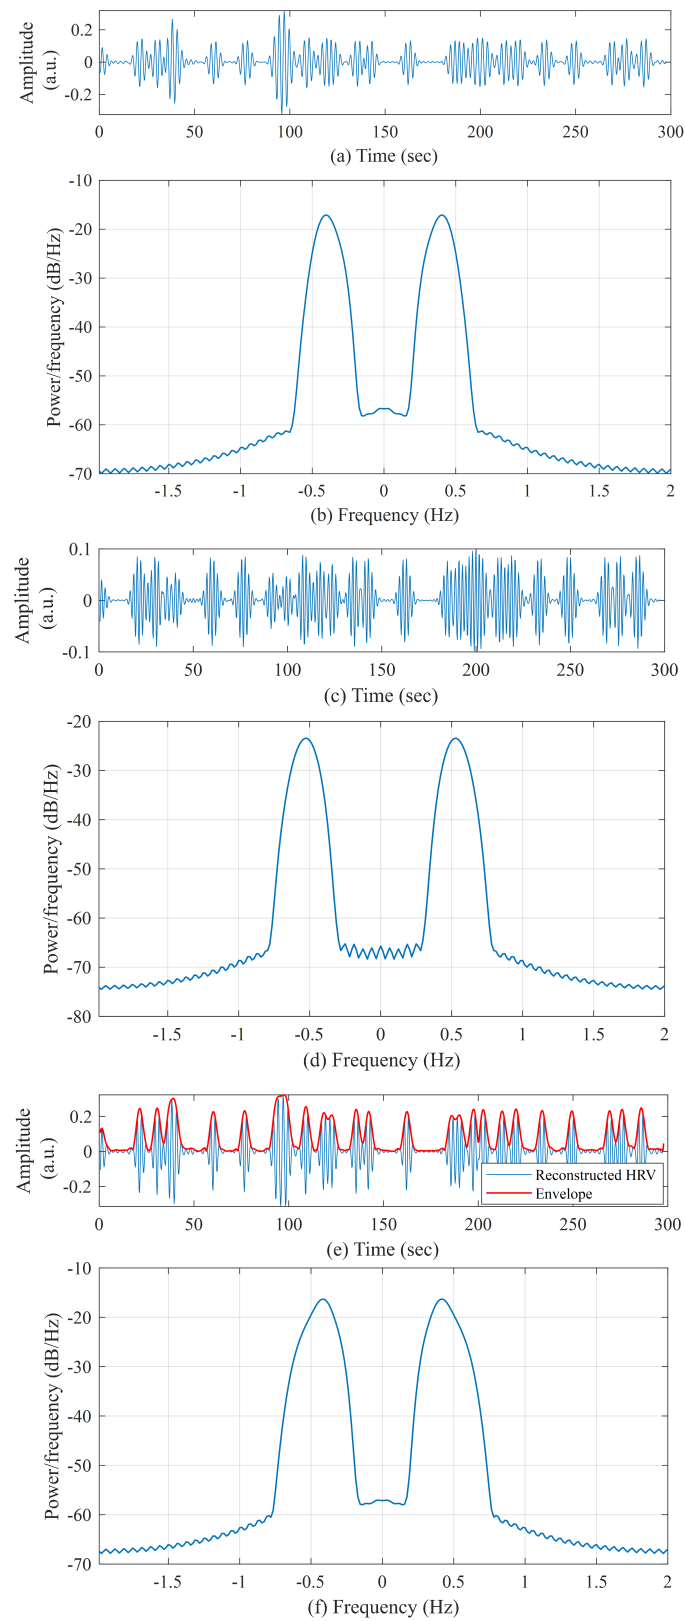 Amplitude
(a.u.)
0.2
0
-0.2
0 50 100 150 200 250 300
(a) Time (sec)
Power/frequency (dB/Hz)
-10
-20
-30
-40
-50
-60
-70
-1.5 -1 -0.5 0 0.5 1 1.5 2
(b) Frequency (Hz)
Amplitude
(a.u.)
0.1
0
-0.1
0 50 100 150 200 250 300
(c) Time (sec)
Power/frequency (dB/Hz)
-20
-30
-40
-50
-60
-70
-80
-1.5 -1 -0.5 0 0.5 1 1.5 2
(d) Frequency (Hz)
Amplitude
(a.u.)
0.2
0
-0.2
Reconstructed HRV
Envelope
0 50 100 150 200 250 300
(e) Time (sec)
Power/frequency (dB/Hz)
-10
-20
-30
-40
-50
-60
-70
-1.5 -1 -0.5 0 0.5 1 1.5 2
(f) Frequency (Hz)